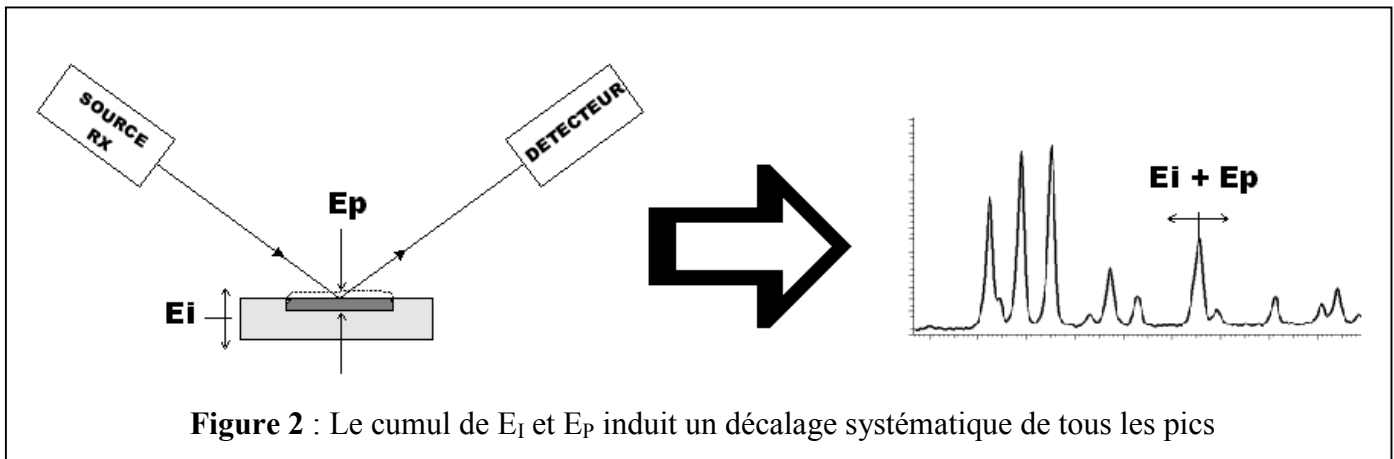 SOURCE
RX
DETECTEUR
Ep
Ei
Ei + Ep
Figure 2 : Le cumul de EI et EP induit un décalage systématique de tous les pics